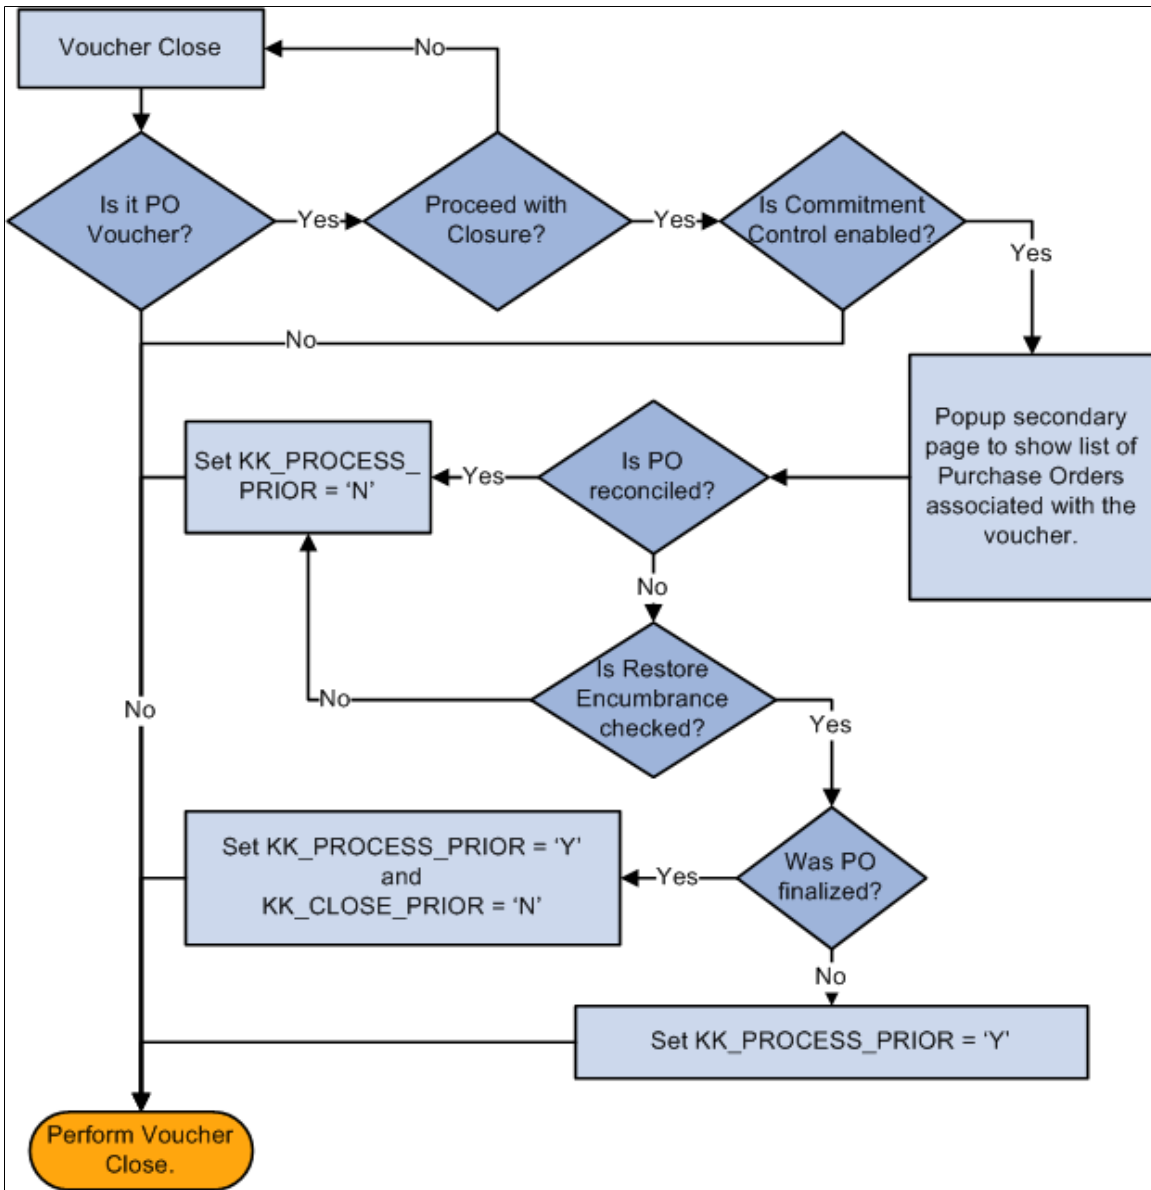 Voucher Close
No
Is it PO
Voucher?
Yes
Proceed with
Closure?
Yes
Is Commitment
Control enabled?
Yes
No
Popup secondary
page to show list of
Purchase Orders
associated with the
voucher.
Is PO
reconciled?
Yes
Set KK_PROCESS_
PRIOR = ‘N’
No
Is Restore
Encumbrance
checked?
No
Yes
No
Was PO
finalized?
Yes
Set KK_PROCESS_PRIOR = ‘Y’
and
KK_CLOSE_PRIOR = ‘N’
No
Set KK_PROCESS_PRIOR = ‘Y’
Perform Voucher
Close.